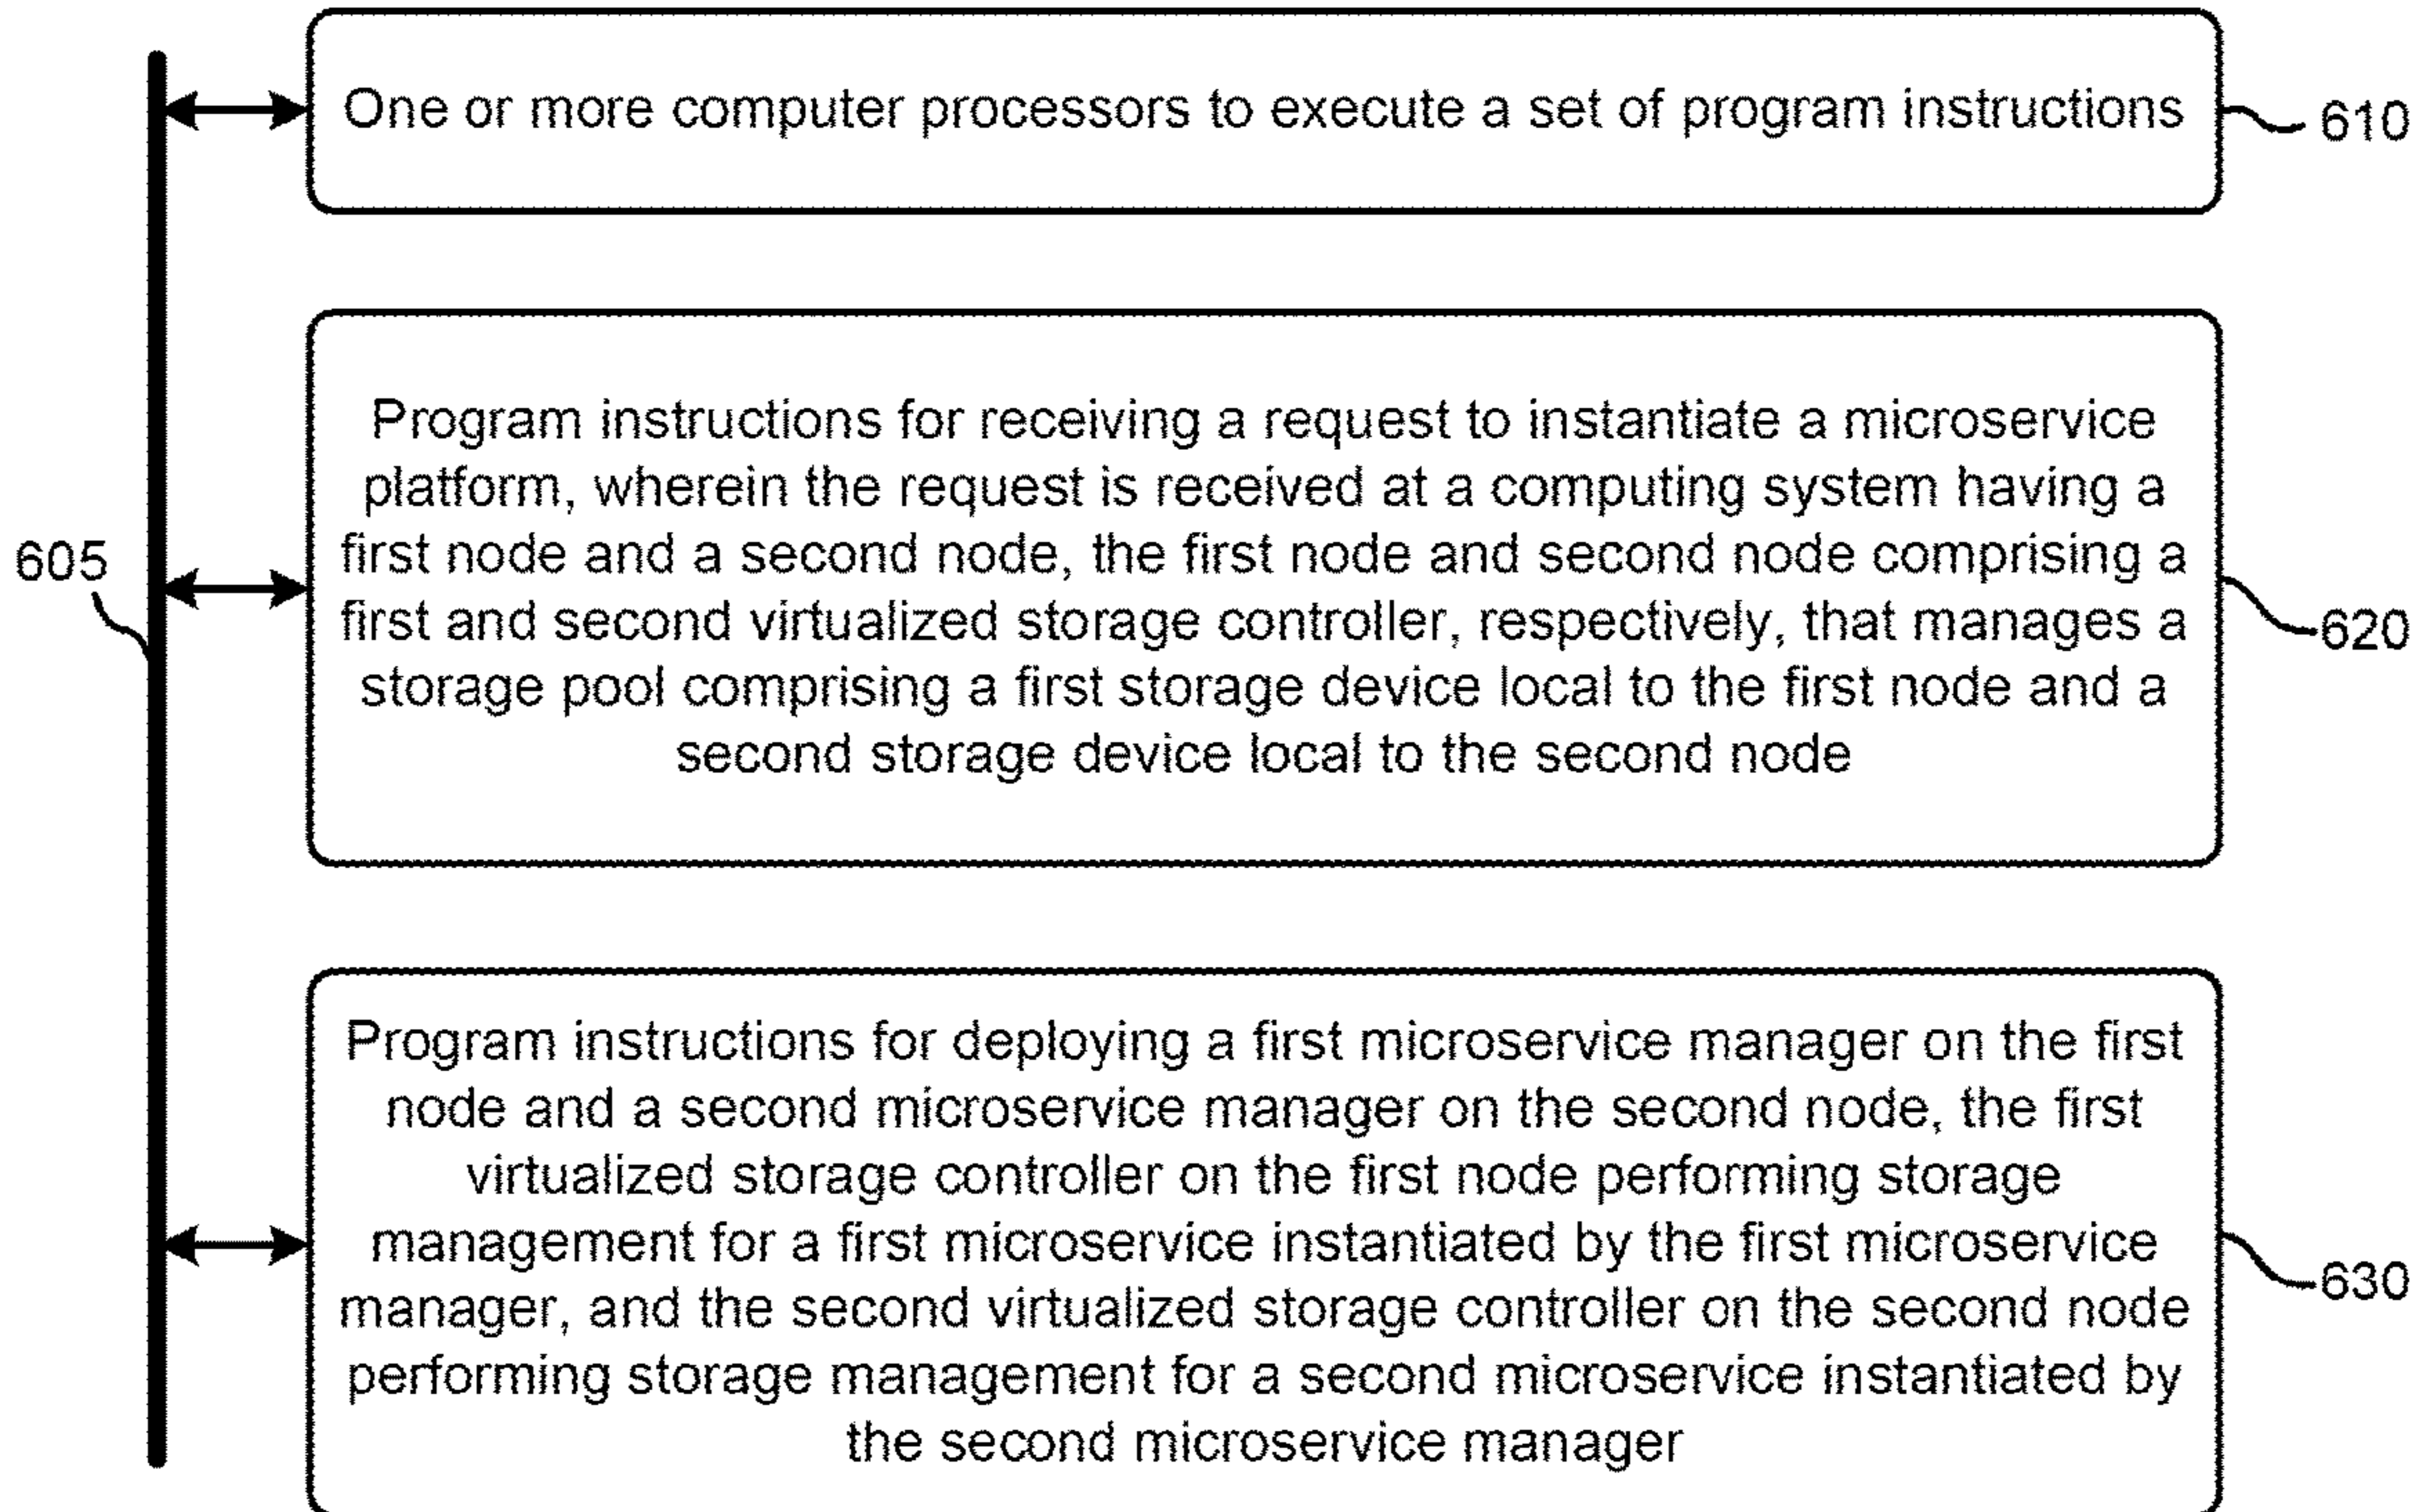 One or more computer processors to execute a set of program instructions
610
Program instructions for receiving a request to instantiate a microservice
platform, wherein the request is received at a computing system having a
first node and a second node, the first node and second node comprising a
first and second virtualized storage controller, respectively, that manages a
storage pool comprising a first storage device local to the first node and a
second storage device local to the second node
605
620
Program instructions for deploying a first microservice manager on the first
node and a second microservice manager on the second node, the first
virtualized storage controller on the first node performing storage
management for a first microservice instantiated by the first microservice
manager, and the second virtualized storage controller on the second node
performing storage management for a second microservice instantiated by
the second microservice manager
630